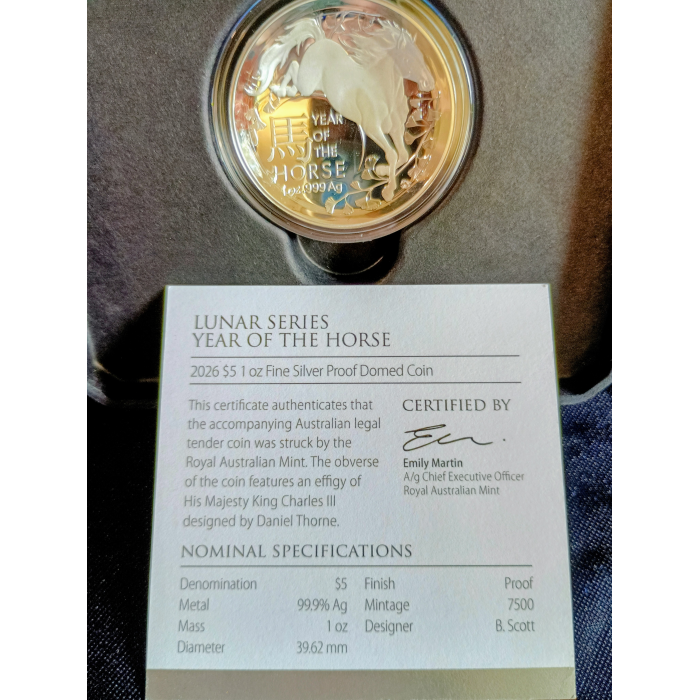 馬
YEAR
OF
THE
HORSE
1 oz 999 Ag
LUNAR SERIES
YEAR OF THE HORSE
2026 $5 1 oz Fine Silver Proof Domed Coin
This certificate authenticates that
the accompanying Australian legal
tender coin was struck by the
Royal Australian Mint. The obverse
of the coin features an effigy of
His Majesty King Charles III
designed by Daniel Thorne.
CERTIFIED BY
Emily Martin
A/g Chief Executive Officer
Royal Australian Mint
NOMINAL SPECIFICATIONS
Denomination $5 Finish Proof
Metal 99.9% Ag Mintage 7500
Mass 1 oz Designer B. Scott
Diameter 39.62 mm